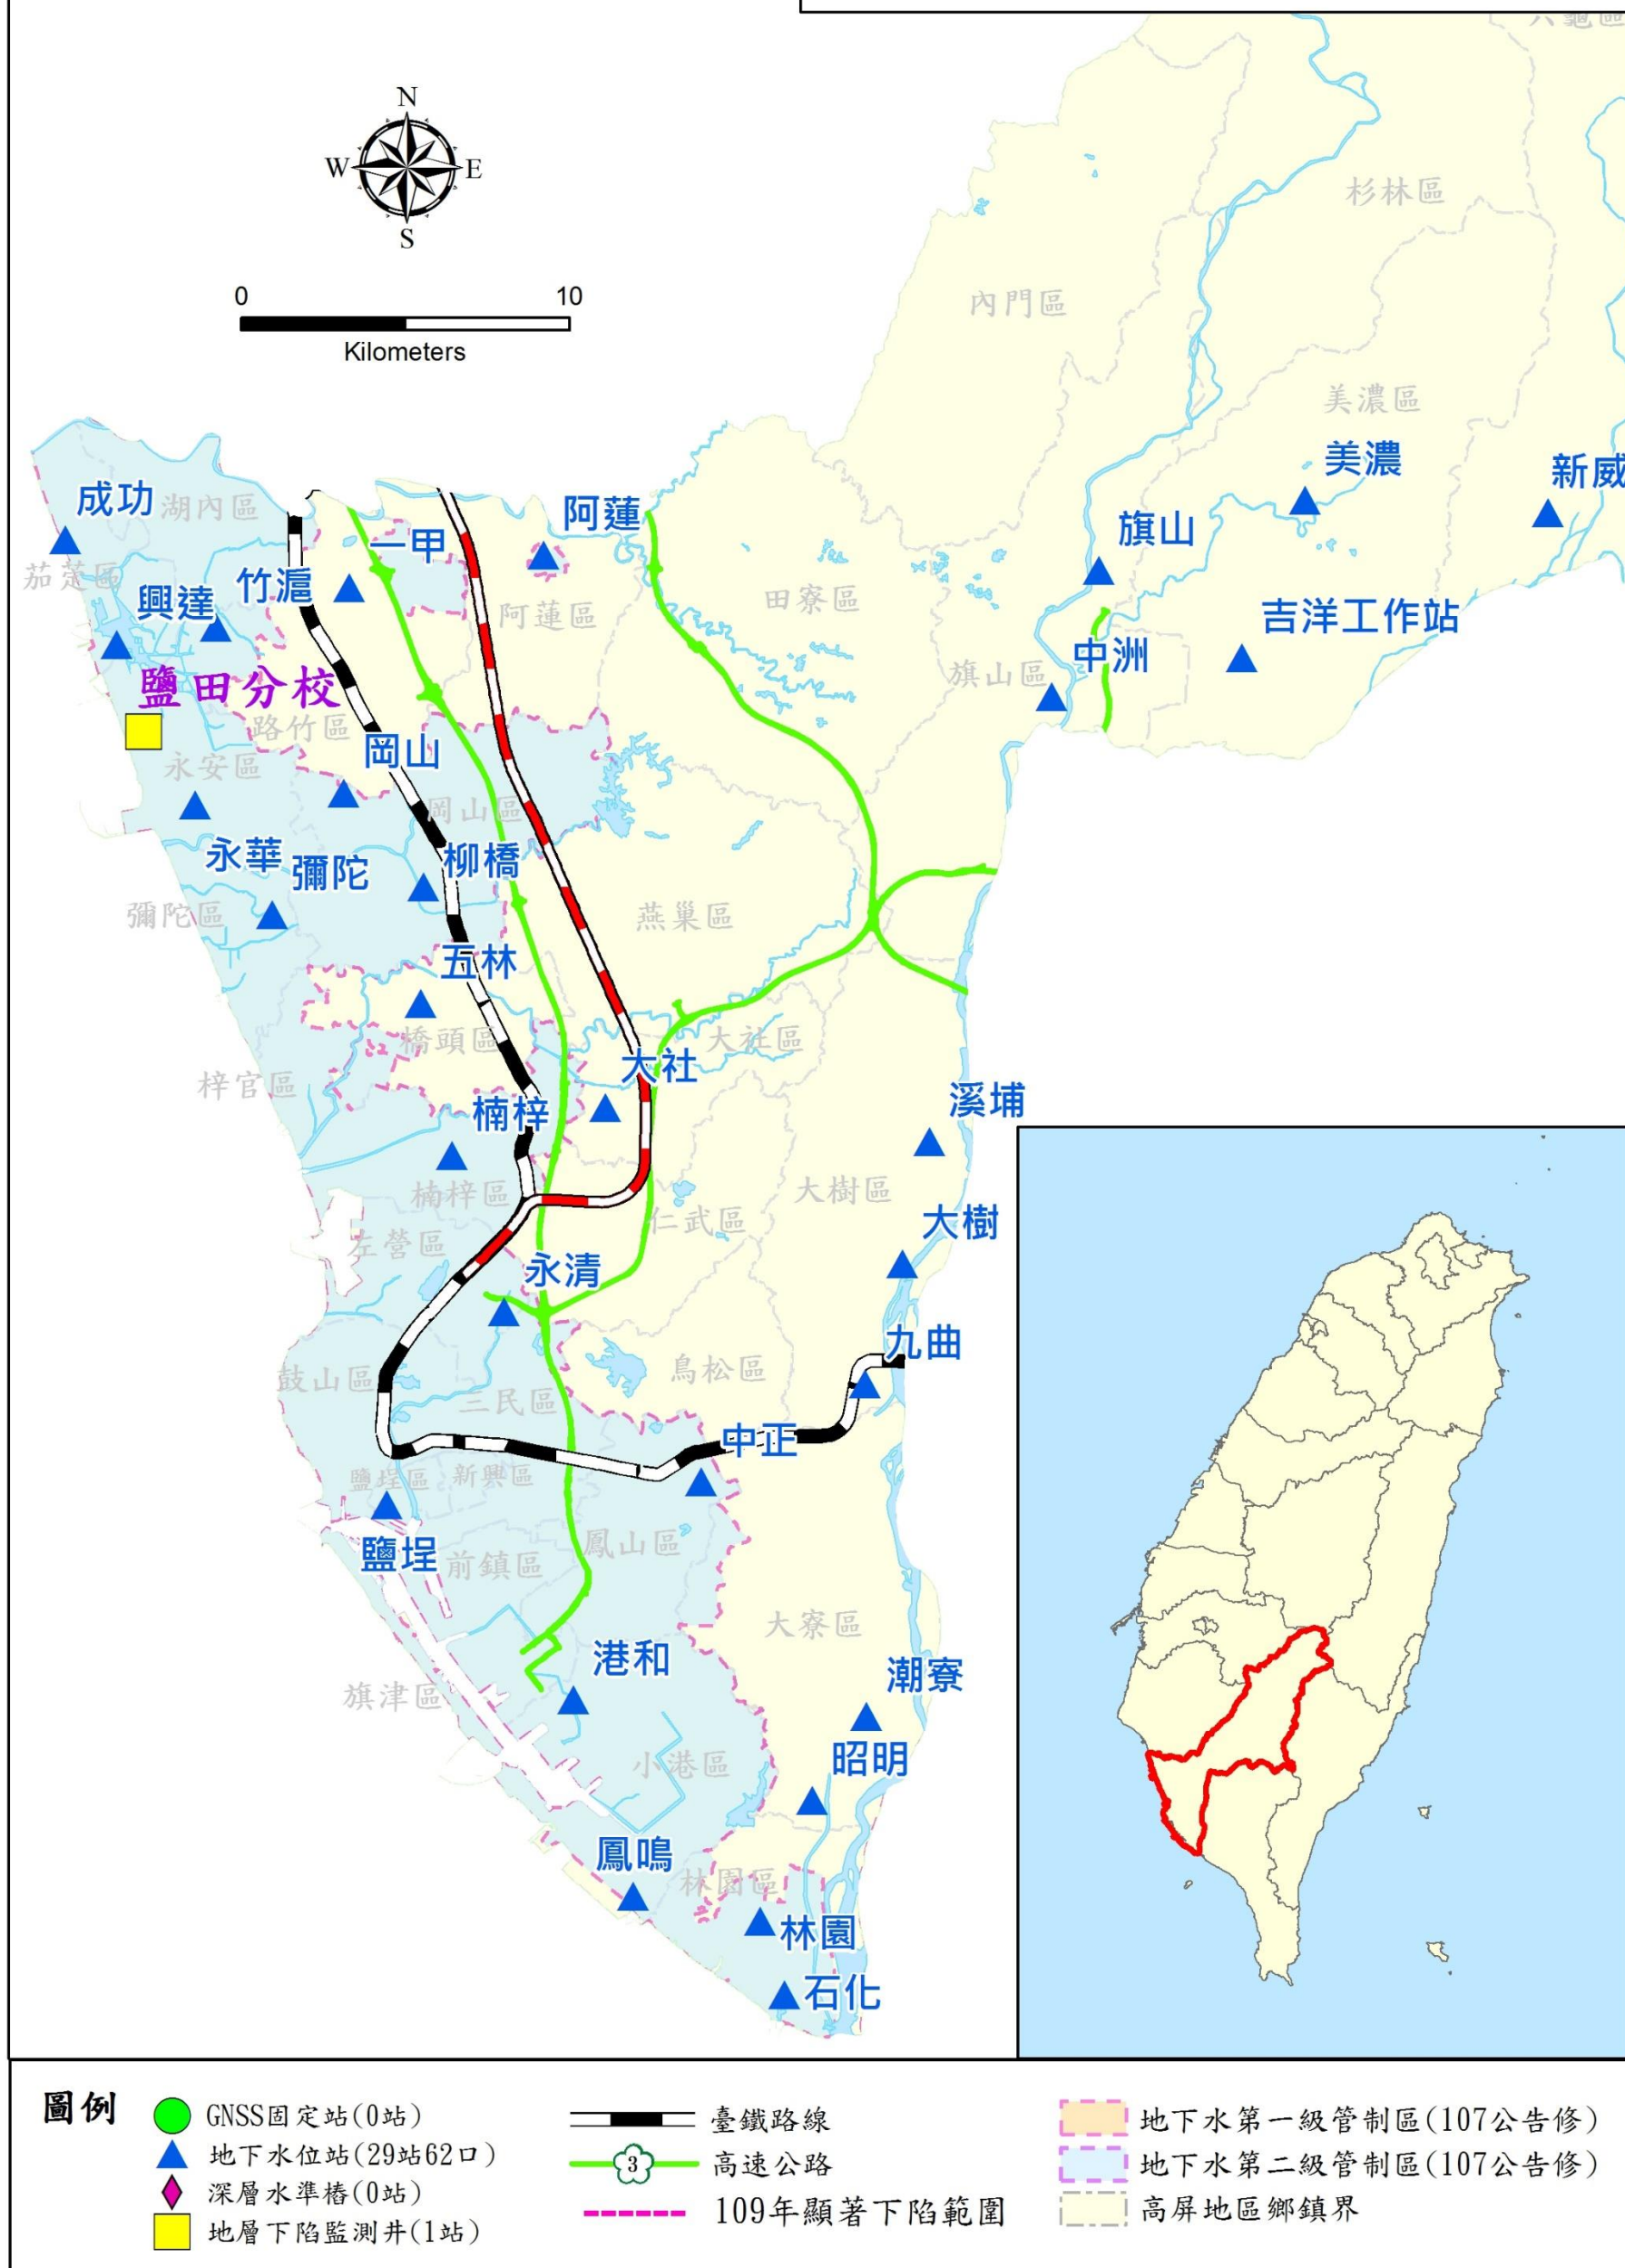 六龜區
N
W E
S
杉林區
0 10
Kilometers
內門區
美濃區
美濃
新威
成功
湖內區
阿蓮
旗山
一甲
茄萣區
竹滬
興達
阿蓮區
田寮區
吉洋工作站
中洲
旗山區
鹽田分校
路竹區
岡山
永安區
岡山區
永華
彌陀
柳橋
彌陀區
燕巢區
五林
橋頭區
大社區
大社
梓官區
溪埔
楠梓
楠梓區
大樹區
大樹
仁武區
左營區
永清
九曲
鼓山區
鳥松區
三民區
中正
鹽埕區
新興區
鹽埕
前鎮區
鳳山區
大寮區
港和
潮寮
旗津區
小港區
昭明
鳳鳴
林園區
林園
石化
圖例
GNSS固定站(0站)
地下水位站(29站62口)
深層水準樁(0站)
地層下陷監測井(1站)
臺鐵路線
3
高速公路
109年顯著下陷範圍
地下水第一級管制區(107公告修)
地下水第二級管制區(107公告修)
高屏地區鄉鎮界